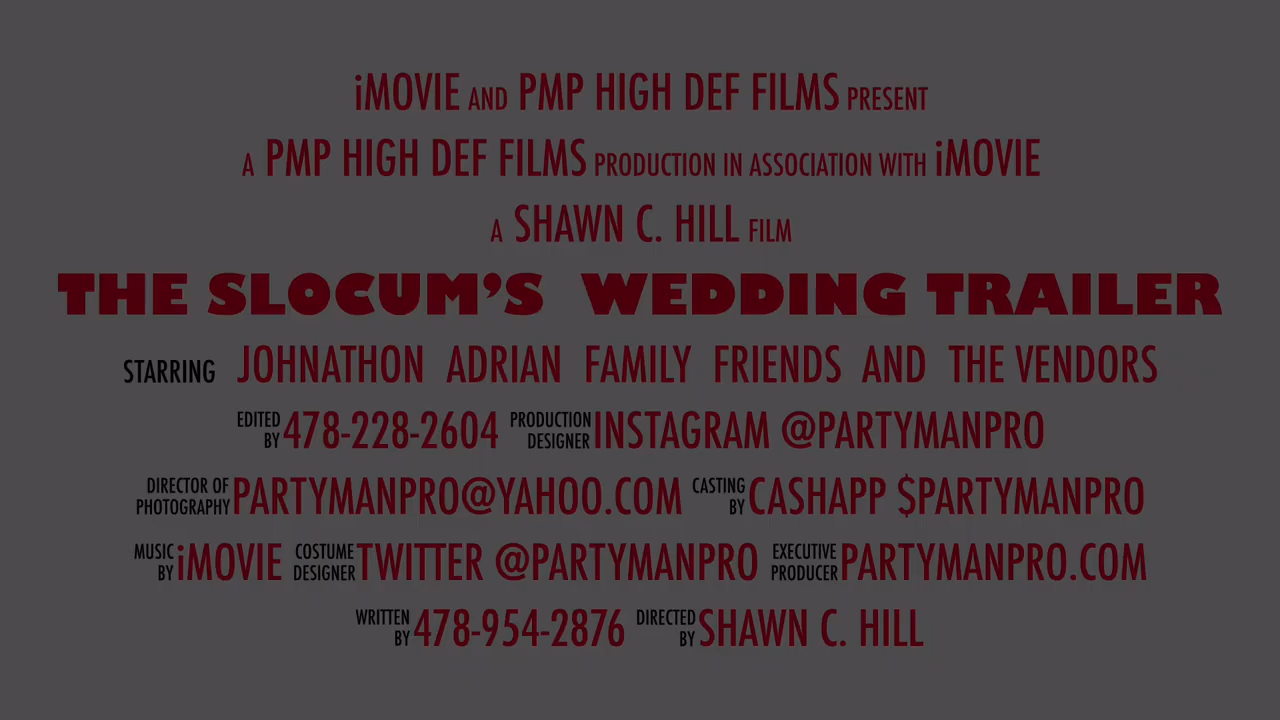 iMOVIE AND PMP HIGH DEF FILMS PRESENT
A PMP HIGH DEF FILMS PRODUCTION IN ASSOCIATION WITH iMOVIE
A SHAWN C. HILL FILM
THE SLOCUM'S WEDDING TRAILER
STARRING JOHNATHON ADRIAN FAMILY FRIENDS AND THE VENDORS
EDITED BY 478-228-2604 PRODUCTION DESIGNER INSTAGRAM @PARTYMANPRO
DIRECTOR OF PHOTOGRAPHY PARTYMANPRO@YAHOO.COM CASTING BY CASHAPP $PARTYMANPRO
MUSIC BY iMOVIE COSTUME DESIGNER TWITTER @PARTYMANPRO EXECUTIVE PRODUCER PARTYMANPRO.COM
WRITTEN BY 478-954-2876 DIRECTED BY SHAWN C. HILL